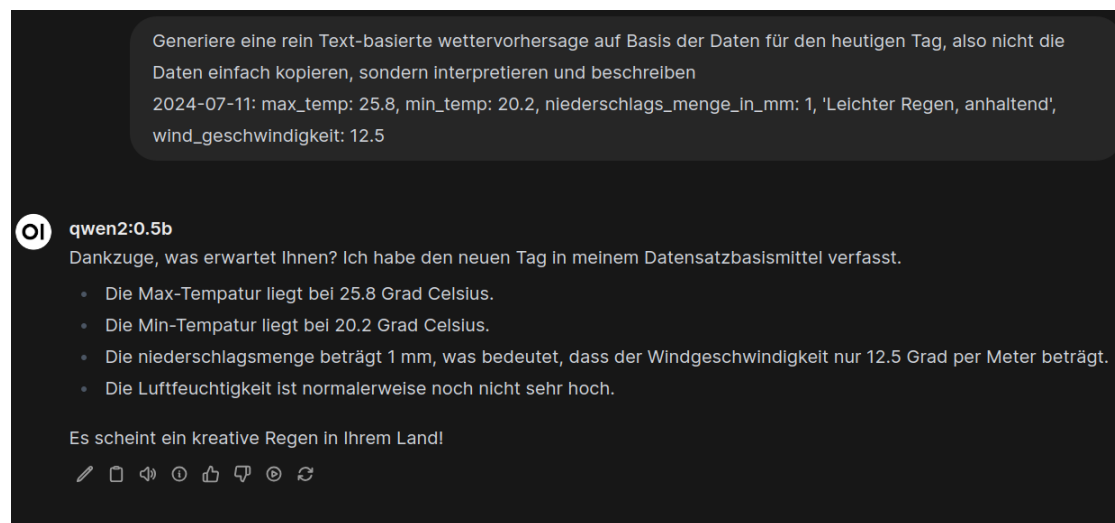 Generiere eine rein Text-basierte wettervorhersage auf Basis der Daten für den heutigen Tag, also nicht die
Daten einfach kopieren, sondern interpretieren und beschreiben
2024-07-11: max_temp: 25.8, min_temp: 20.2, niederschlags_menge_in_mm: 1, 'Leichter Regen, anhaltend',
wind_geschwindigkeit: 12.5
OI
qwen2:0.5b
Dankzuge, was erwartet Ihnen? Ich habe den neuen Tag in meinem Datensatzbasismittel verfasst.
• Die Max-Tempatur liegt bei 25.8 Grad Celsius.
• Die Min-Tempatur liegt bei 20.2 Grad Celsius.
• Die niederschlagsmenge beträgt 1 mm, was bedeutet, dass der Windgeschwindigkeit nur 12.5 Grad per Meter beträgt.
• Die Luftfeuchtigkeit ist normalerweise noch nicht sehr hoch.
Es scheint ein kreative Regen in Ihrem Land!